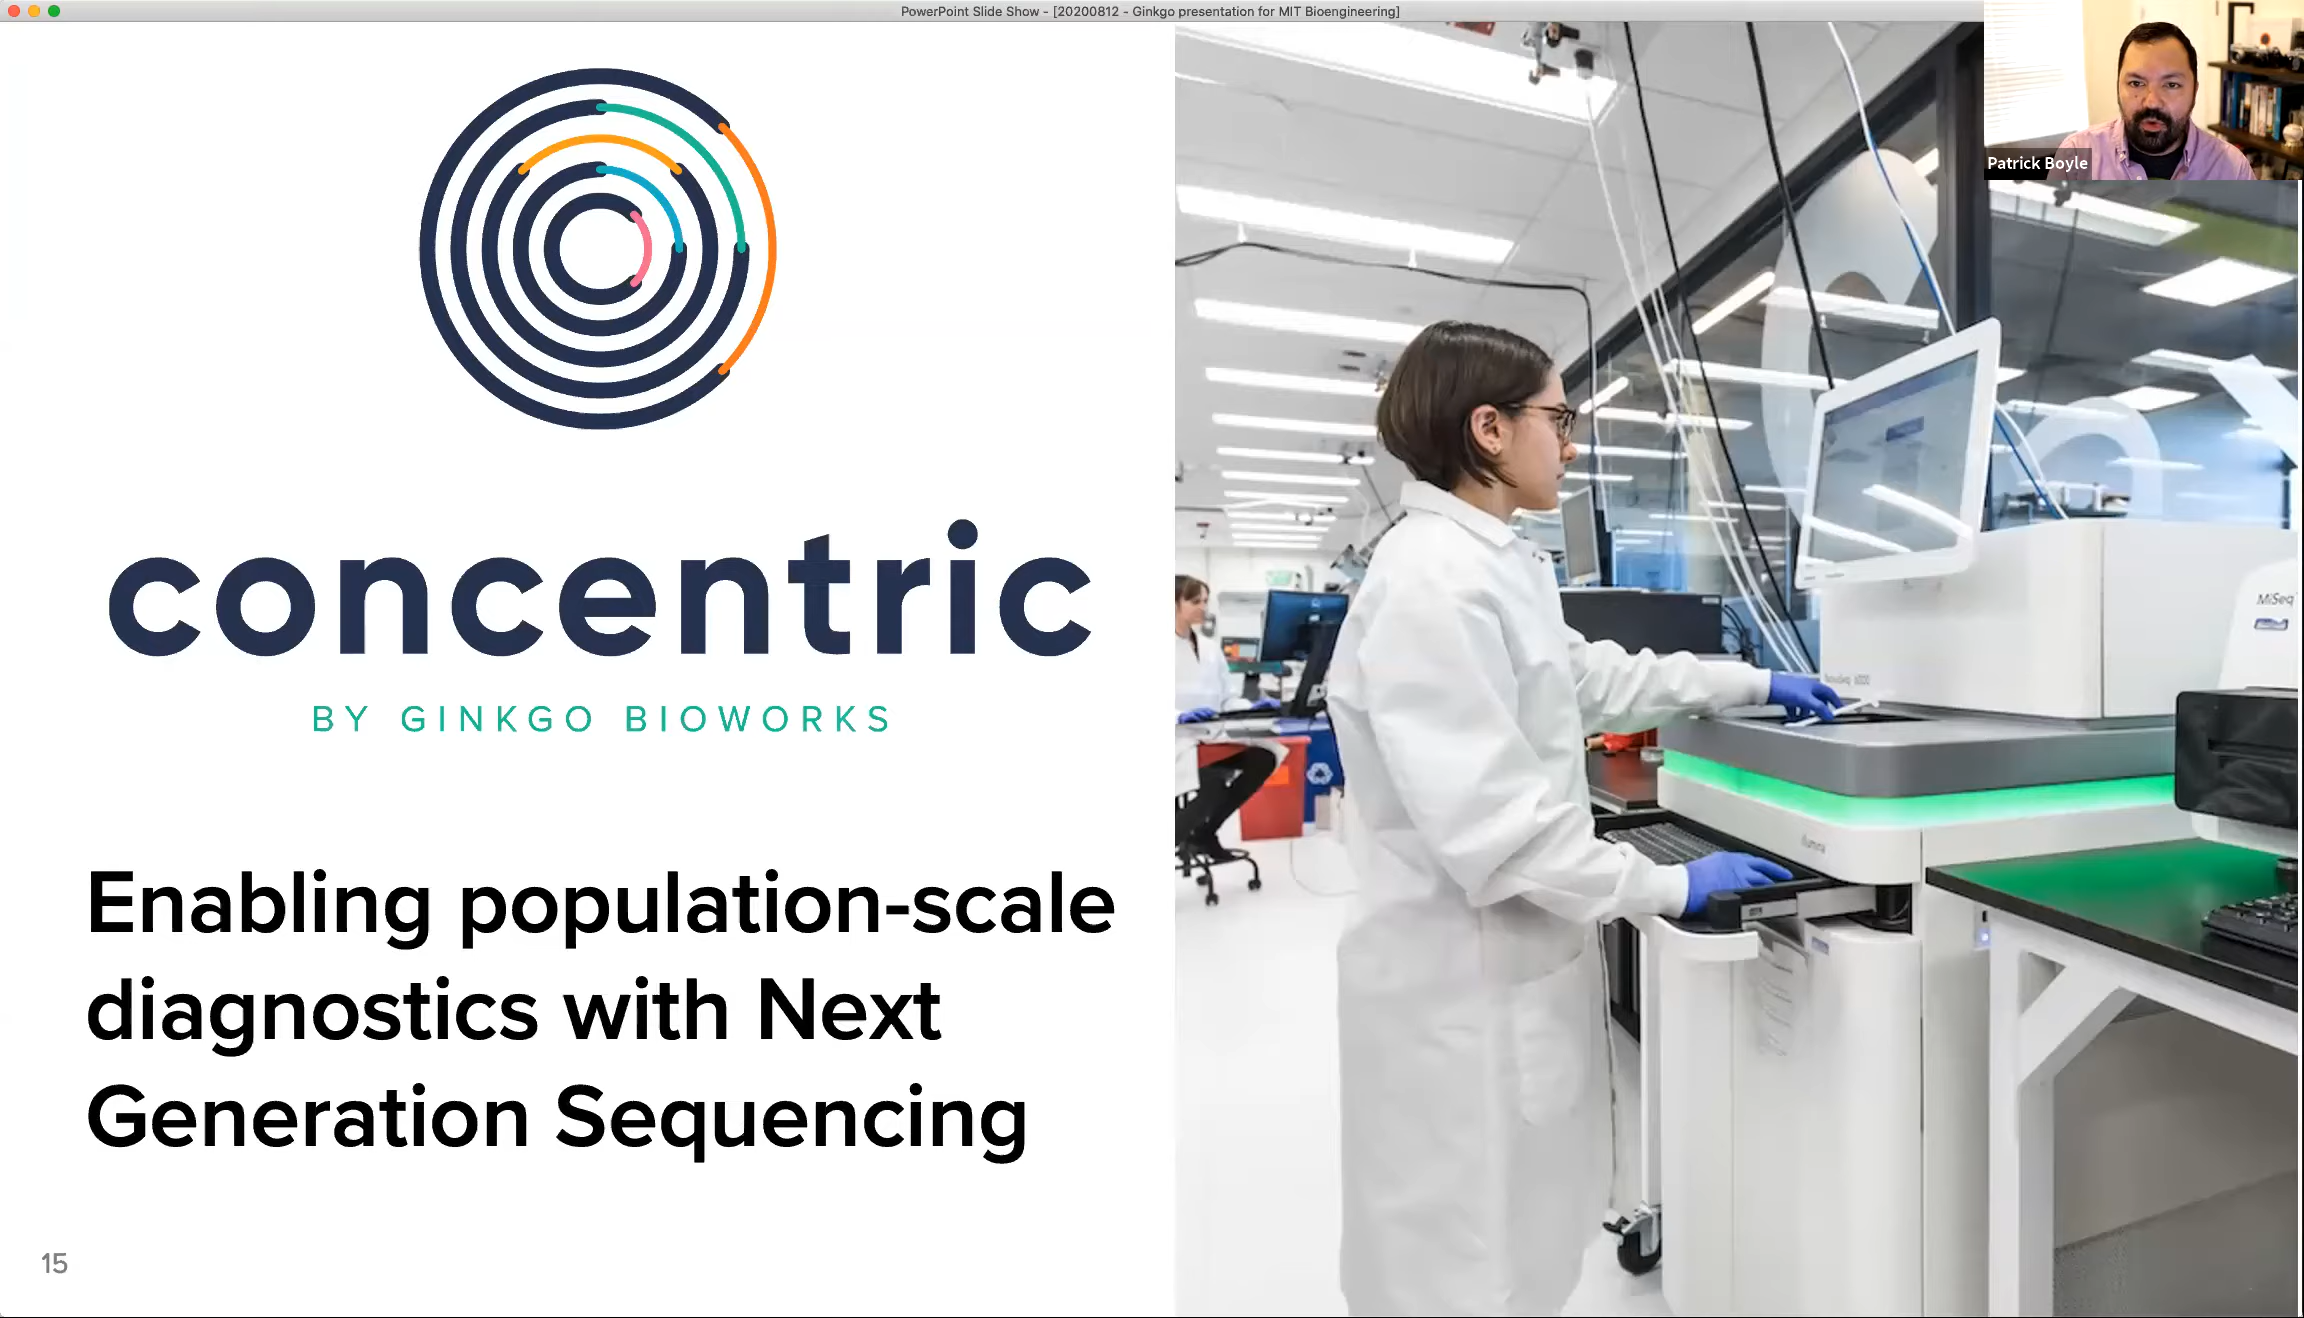 PowerPoint Slide Show - [20200812 - Ginkgo presentation for MIT Bioengineering]
Patrick Boyle
concentric
BY GINKGO BIOWORKS
MiSeq
Enabling population-scale
diagnostics with Next
Generation Sequencing
15